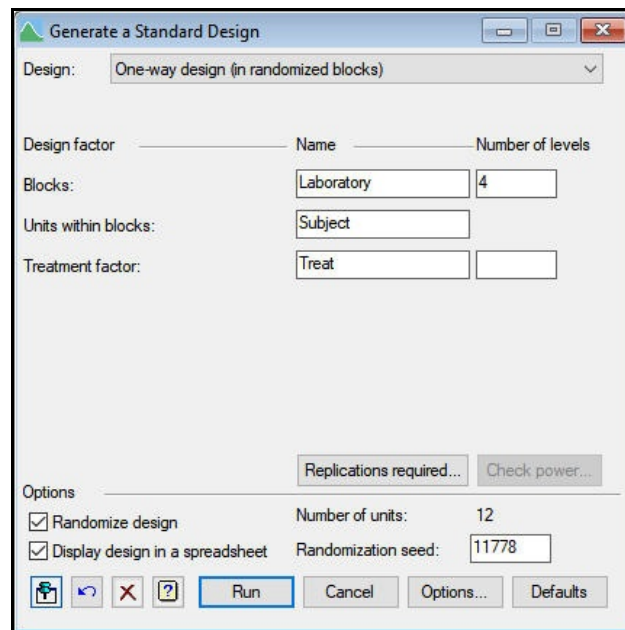 Generate a Standard Design
Design: One-way design (in randomized blocks)
Design factor Name Number of levels
Blocks: Laboratory 4
Units within blocks: Subject
Treatment factor: Treat
Replications required... Check power...
Options
Randomize design Number of units: 12
Display design in a spreadsheet Randomization seed: 11778
Run Cancel Options... Defaults